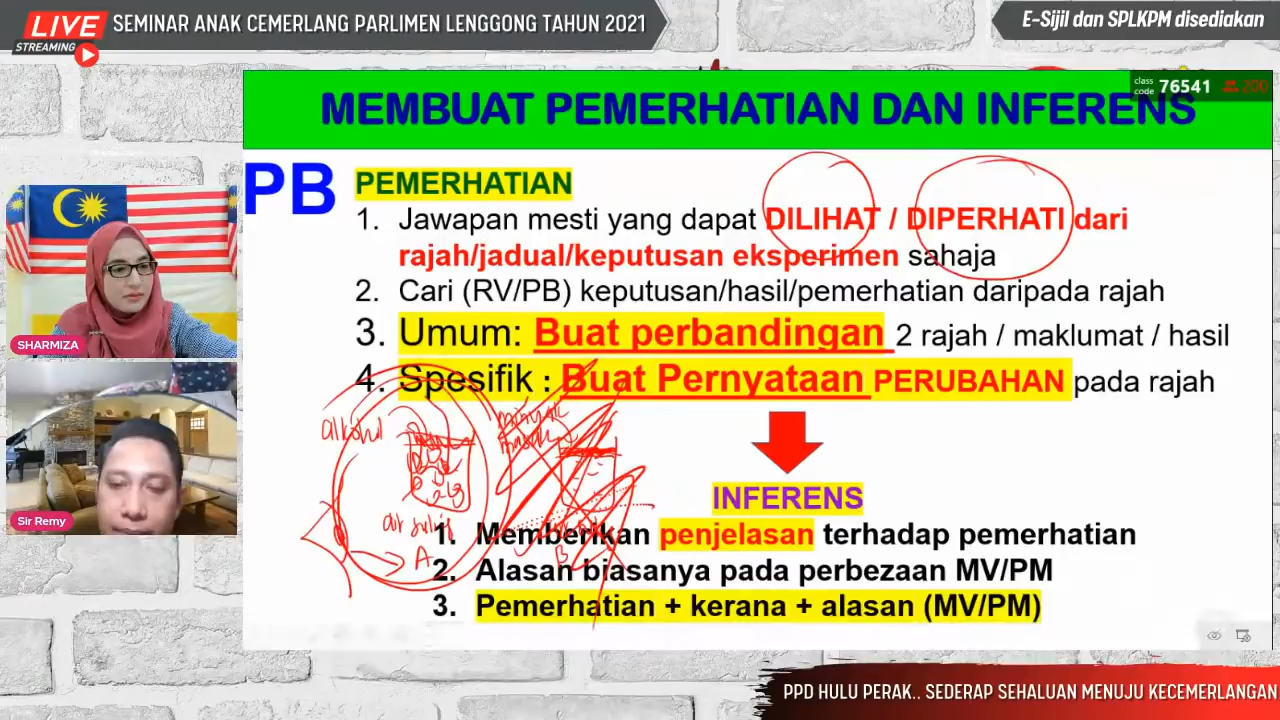 LIVE
STREAMING
SEMINAR ANAK CEMERLANG PARLIMEN LENGGONG TAHUN 2021
E-Sijil dan SPLKPM disediakan
class
code 76541 200
MEMBUAT PEMERHATIAN DAN INFERENS
PB
PEMERHATIAN
1. Jawapan mesti yang dapat DILIHAT / DIPERHATI dari
rajah/jadual/keputusan eksperimen sahaja
2. Cari (RV/PB) keputusan/hasil/pemerhatian daripada rajah
3. Umum: Buat perbandingan 2 rajah / maklumat / hasil
4. Spesifik : Buat Pernyataan PERUBAHAN pada rajah
alkohol
minyak
masak
air suling
A
B
INFERENS
1. Memberikan penjelasan terhadap pemerhatian
2. Alasan biasanya pada perbezaan MV/PM
3. Pemerhatian + kerana + alasan (MV/PM)
SHARMIZA
Sir Remy
PPD HULU PERAK.. SEDERAP SEHALUAN MENUJU KECEMERLANGAN